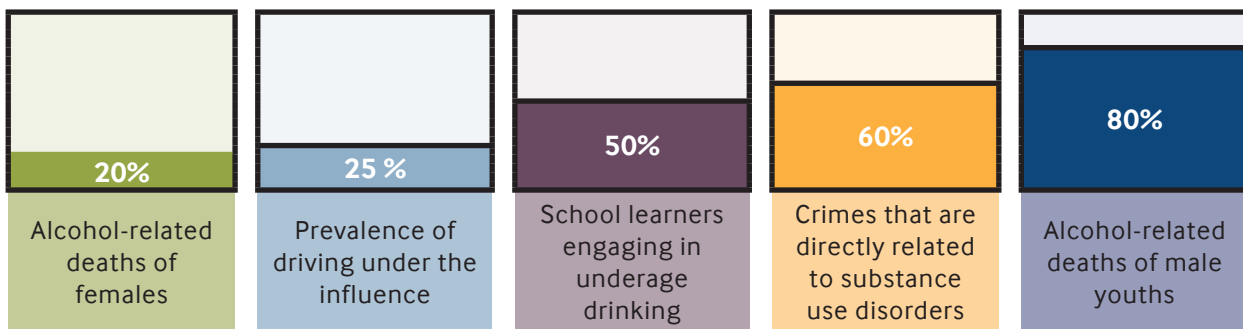 20%
Alcohol-related
deaths of
females
25 %
Prevalence of
driving under the
influence
50%
School learners
engaging in
underage
drinking
60%
Crimes that are
directly related
to substance
use disorders
80%
Alcohol-related
deaths of male
youths